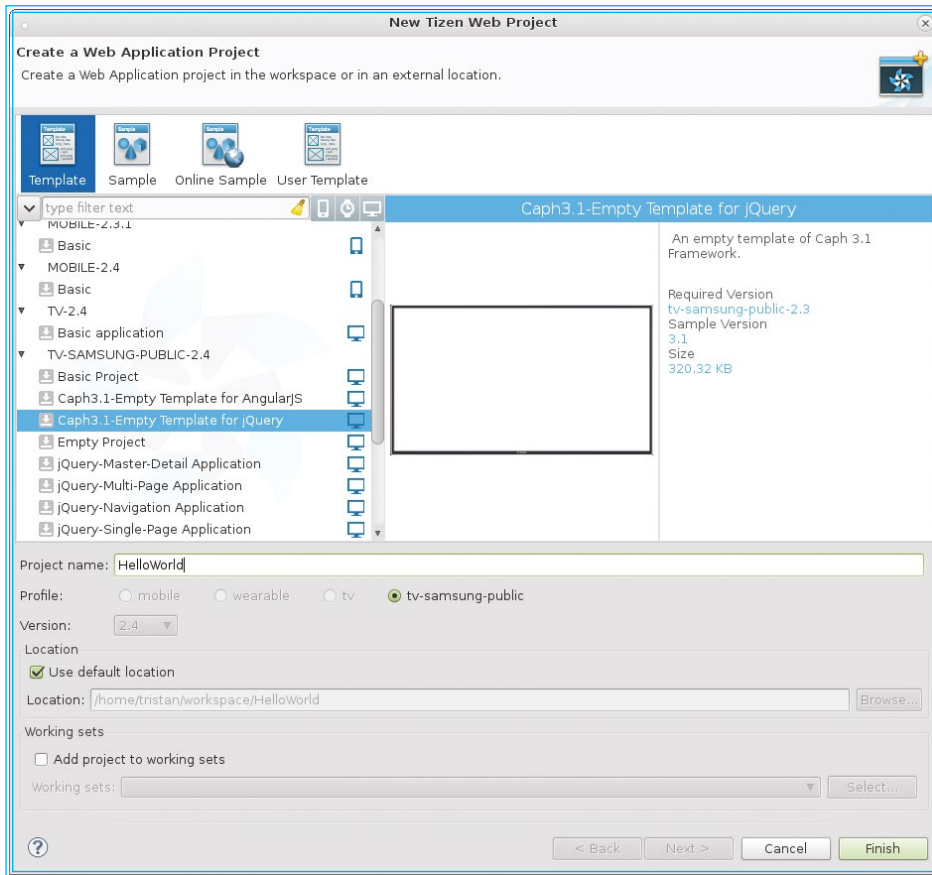 New Tizen Web Project
Create a Web Application Project
Create a Web Application project in the workspace or in an external location.
Template
Sample
Online Sample
User Template
type filter text
Caph3.1-Empty Template for jQuery
MOBILE-2.3.1
Basic
MOBILE-2.4
Basic
TV-2.4
Basic application
TV-SAMSUNG-PUBLIC-2.4
Basic Project
Caph3.1-Empty Template for AngularJS
Caph3.1-Empty Template for jQuery
Empty Project
jQuery-Master-Detail Application
jQuery-Multi-Page Application
jQuery-Navigation Application
jQuery-Single-Page Application
An empty template of Caph 3.1
Framework.
Required Version
tv-samsung-public-2.3
Sample Version
3.1
Size
320.32 KB
Project name: HelloWorld
Profile: mobile wearable tv tv-samsung-public
Version: 2.4
Location
Use default location
Location: /home/tristan/workspace/HelloWorld Browse...
Working sets
Add project to working sets
Working sets: Select...
? < Back Next > Cancel Finish